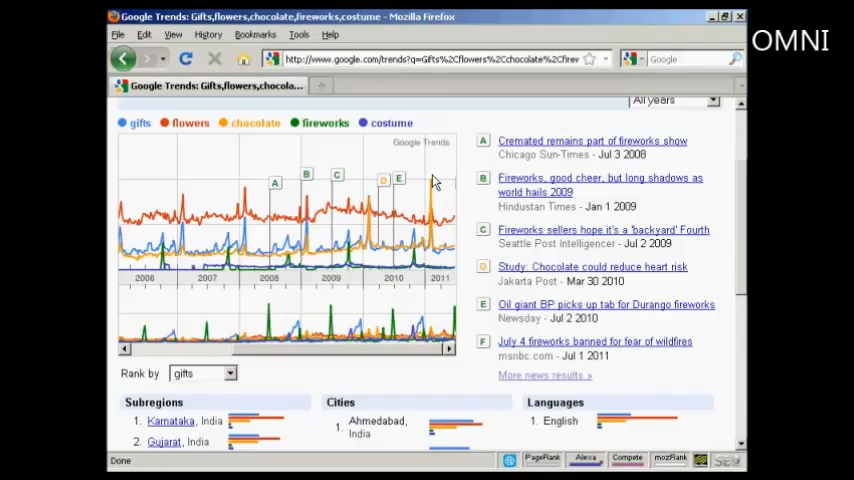 Google Trends: Gifts,flowers,chocolate,fireworks,costume - Mozilla Firefox
OMNI
File Edit View History Bookmarks Tools Help
http://www.google.com/trends?q=Gifts%2Cflowers%2Cchocolate%2Cfirev
Google
Google Trends: Gifts,flowers,chocola...
All years
gifts flowers chocolate fireworks costume
Google Trends
A B C D E
2006 2007 2008 2009 2010 2011
A Cremated remains part of fireworks show
Chicago Sun-Times - Jul 3 2008
B Fireworks, good cheer, but long shadows as
world hails 2009
Hindustan Times - Jan 1 2009
C Fireworks sellers hope it's a 'backyard' Fourth
Seattle Post Intelligencer - Jul 2 2009
D Study: Chocolate could reduce heart risk
Jakarta Post - Mar 30 2010
E Oil giant BP picks up tab for Durango fireworks
Newsday - Jul 2 2010
F July 4 fireworks banned for fear of wildfires
msnbc.com - Jul 1 2011
More news results »
Rank by gifts
Subregions
1. Karnataka, India
2. Gujarat, India
Cities
1. Ahmedabad,
India
Languages
1. English
Done
PageRank Alexa Compete mozRank SE